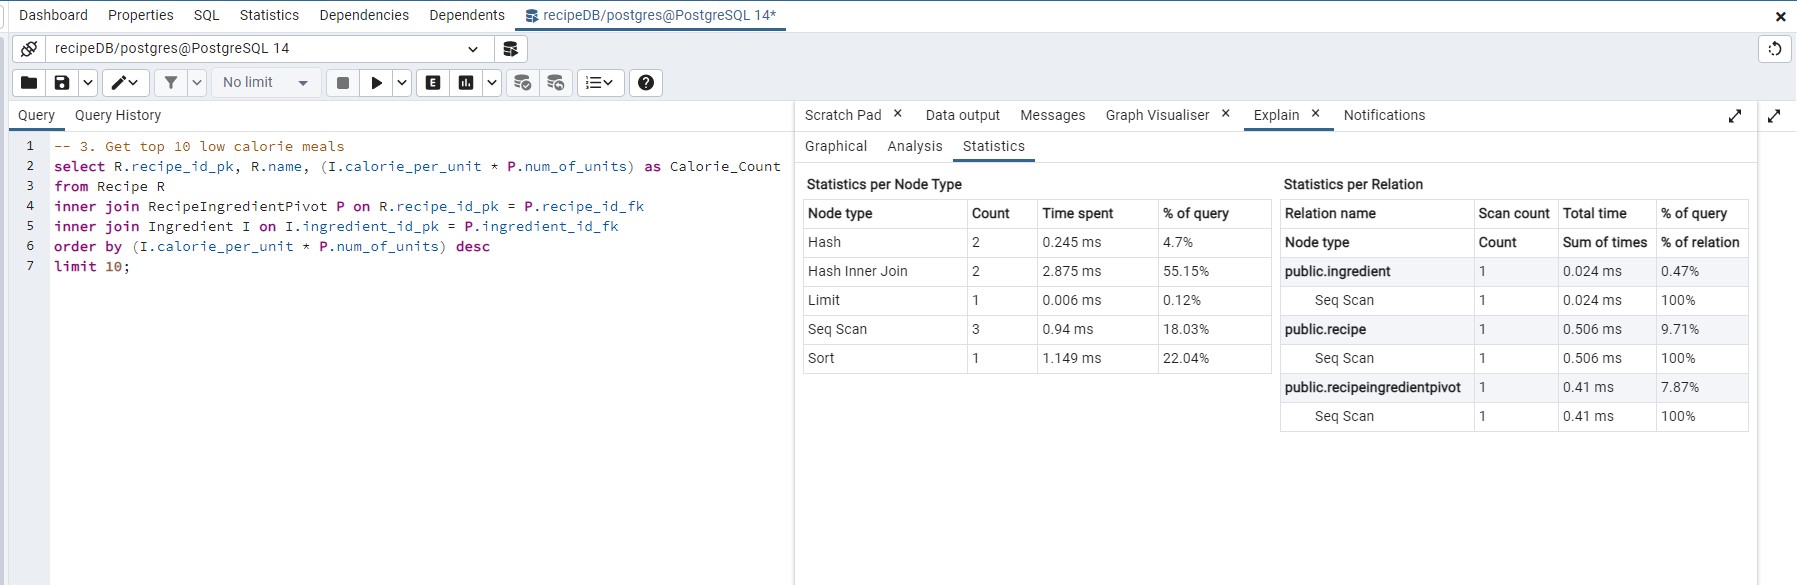 Dashboard Properties SQL Statistics Dependencies Dependents recipeDB/postgres@PostgreSQL 14*
recipeDB/postgres@PostgreSQL 14
No limit E
Query Query History
1 -- 3. Get top 10 low calorie meals
2 select R.recipe_id_pk, R.name, (I.calorie_per_unit * P.num_of_units) as Calorie_Count
3 from Recipe R
4 inner join RecipeIngredientPivot P on R.recipe_id_pk = P.recipe_id_fk
5 inner join Ingredient I on I.ingredient_id_pk = P.ingredient_id_fk
6 order by (I.calorie_per_unit * P.num_of_units) desc
7 limit 10;
Scratch Pad Data output Messages Graph Visualiser Explain Notifications
Graphical Analysis Statistics
Statistics per Node Type
Node type Count Time spent % of query
Hash 2 0.245 ms 4.7%
Hash Inner Join 2 2.875 ms 55.15%
Limit 1 0.006 ms 0.12%
Seq Scan 3 0.94 ms 18.03%
Sort 1 1.149 ms 22.04%
Statistics per Relation
Relation name Scan count Total time % of query
Node type Count Sum of times % of relation
public.ingredient 1 0.024 ms 0.47%
Seq Scan 1 0.024 ms 100%
public.recipe 1 0.506 ms 9.71%
Seq Scan 1 0.506 ms 100%
public.recipeingredientpivot 1 0.41 ms 7.87%
Seq Scan 1 0.41 ms 100%